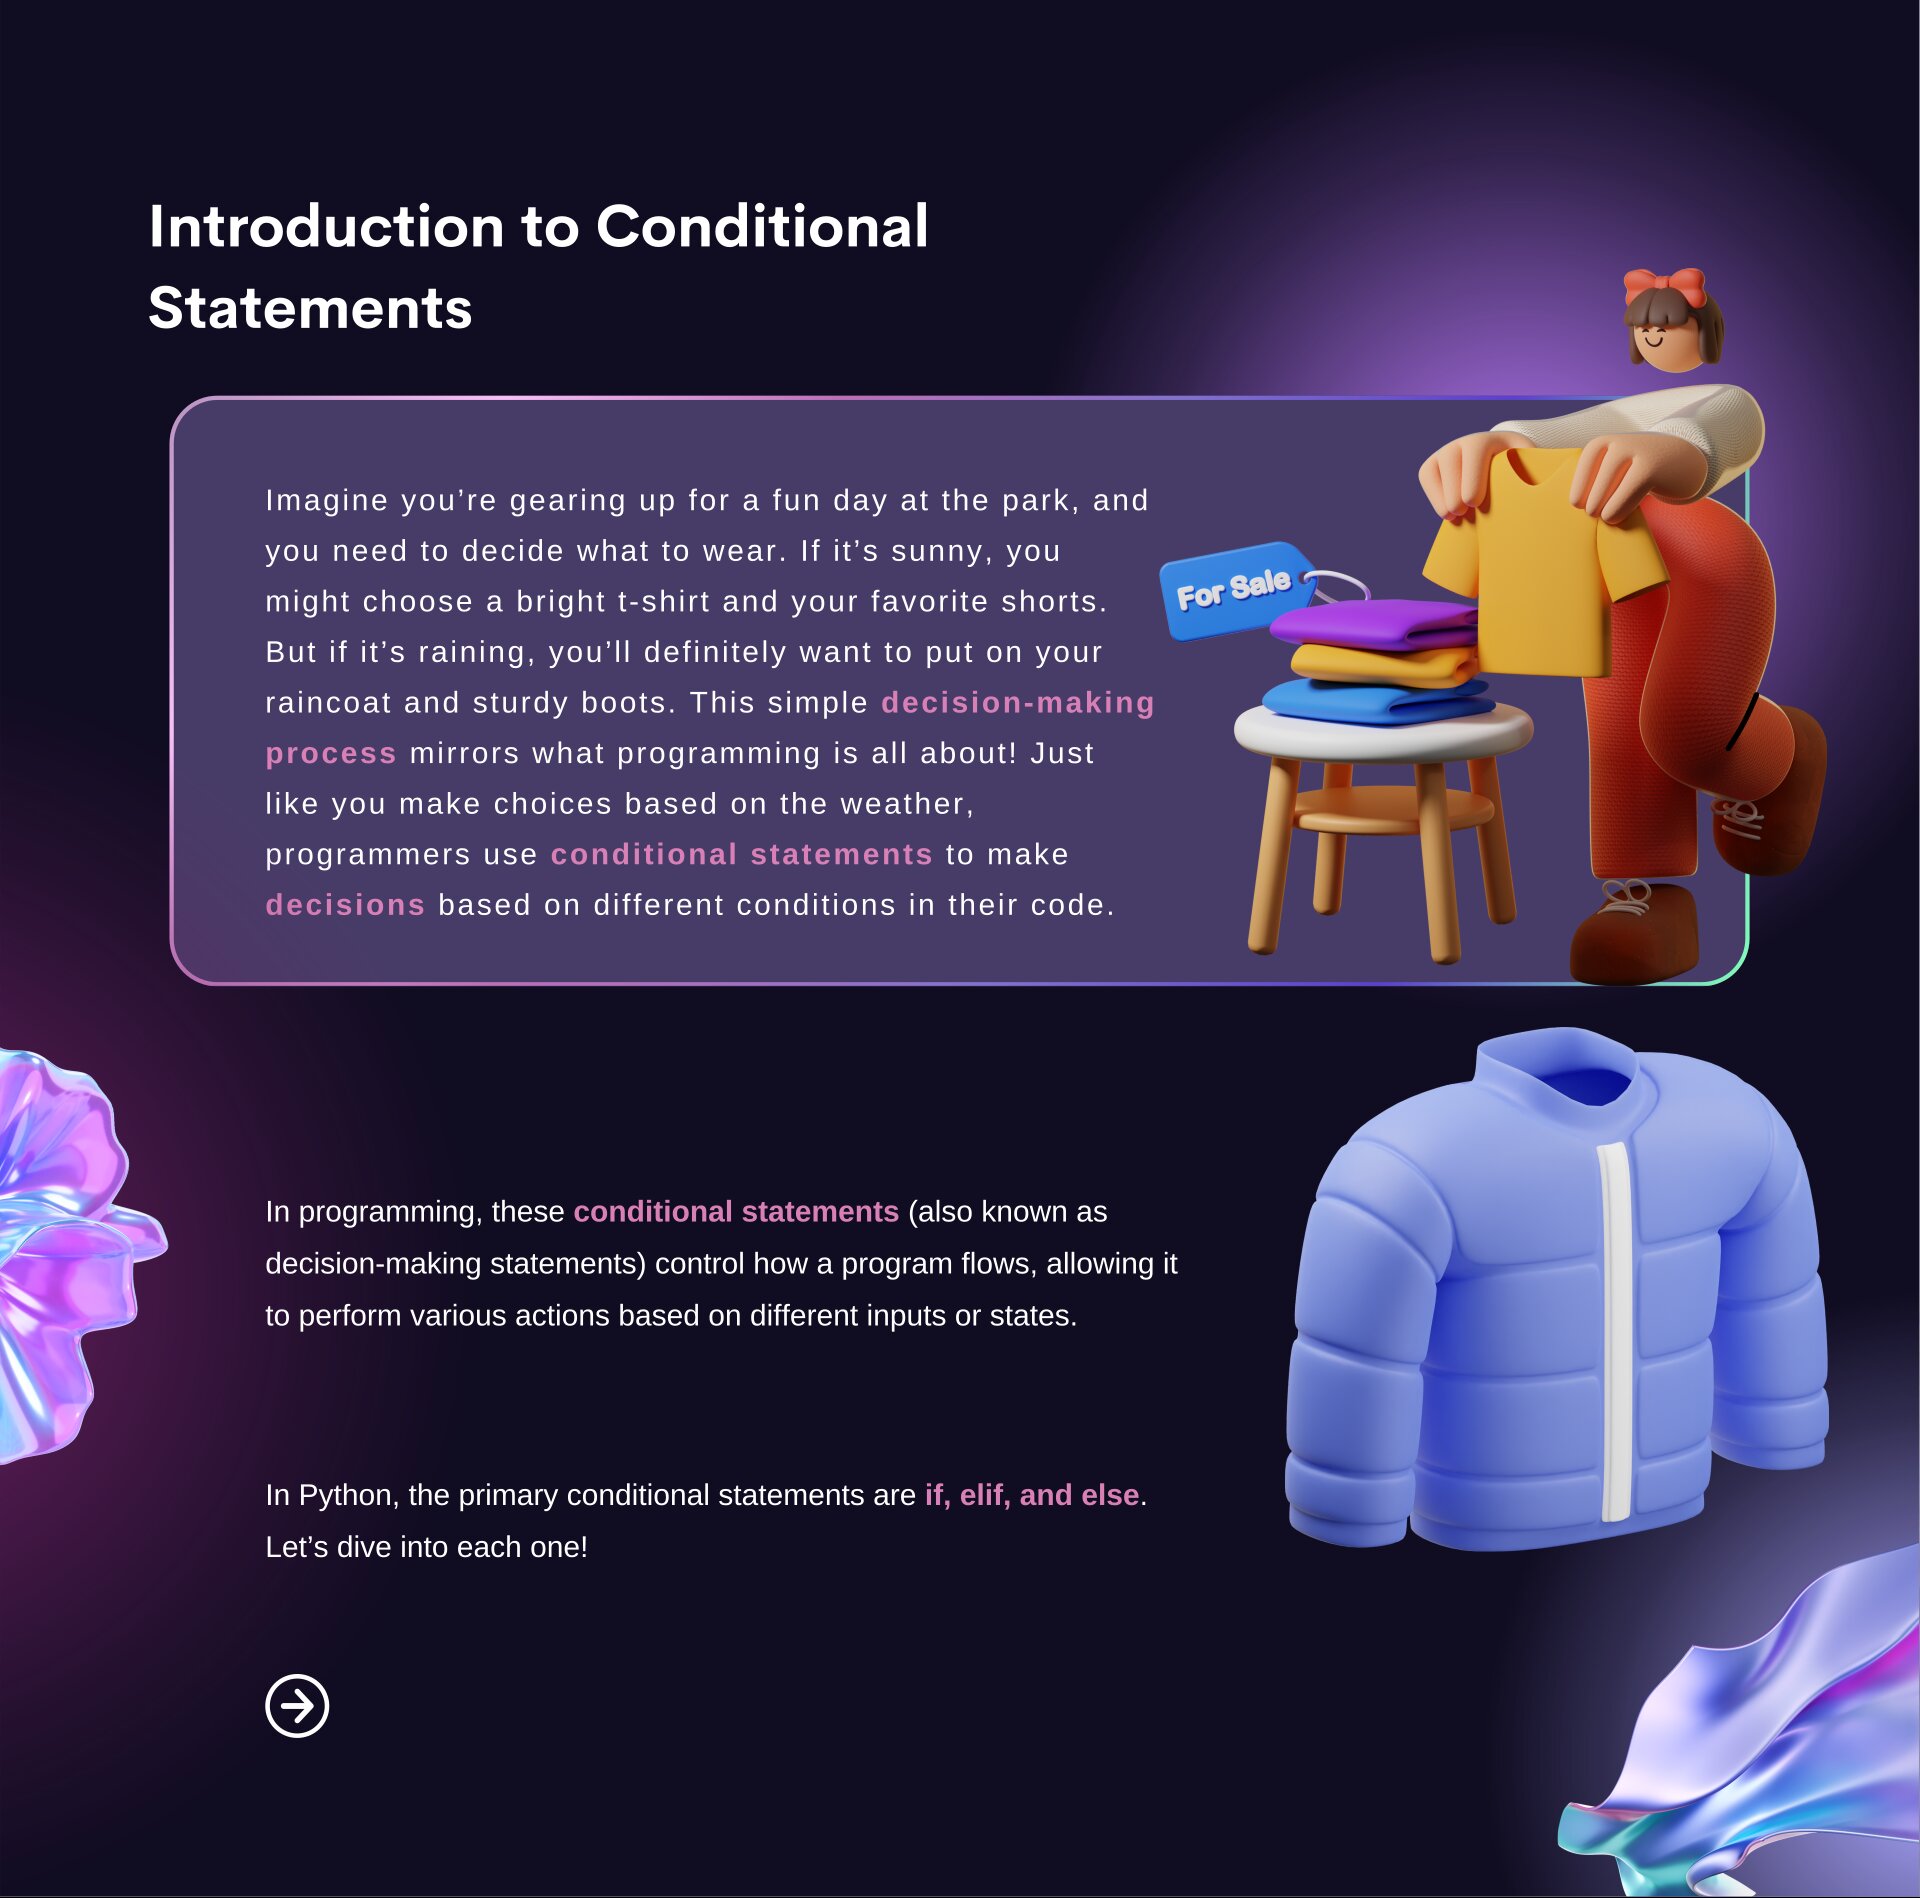 Introduction to Conditional
Statements
Imagine you’re gearing up for a fun day at the park, and
you need to decide what to wear. If it’s sunny, you
might choose a bright t-shirt and your favorite shorts.
But if it’s raining, you’ll definitely want to put on your
raincoat and sturdy boots. This simple decision-making
process mirrors what programming is all about! Just
like you make choices based on the weather,
programmers use conditional statements to make
decisions based on different conditions in their code.
For Sale
In programming, these conditional statements (also known as
decision-making statements) control how a program flows, allowing it
to perform various actions based on different inputs or states.
In Python, the primary conditional statements are if, elif, and else.
Let’s dive into each one!